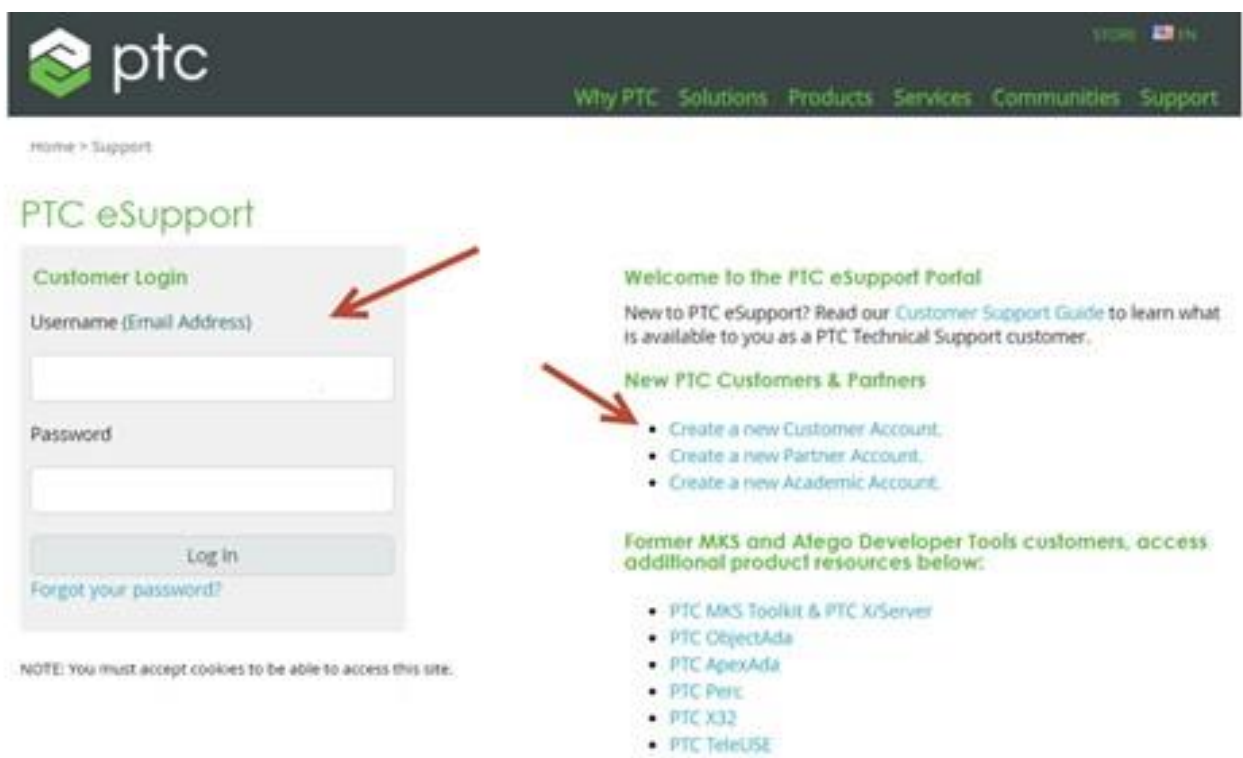 ptc
STORE EN
Why PTC Solutions Products Services Communities Support
Home > Support
PTC eSupport
Customer Login
Username (Email Address)
Password
Log In
Forgot your password?
NOTE: You must accept cookies to be able to access this site.
Welcome to the PTC eSupport Portal
New to PTC eSupport? Read our Customer Support Guide to learn what
is available to you as a PTC Technical Support customer.
New PTC Customers & Partners
• Create a new Customer Account.
• Create a new Partner Account.
• Create a new Academic Account.
Former MKS and Atego Developer Tools customers, access
additional product resources below:
• PTC MKS Toolkit & PTC X/Server
• PTC ObjectAda
• PTC ApexAda
• PTC Perc
• PTC X32
• PTC TeleUSE